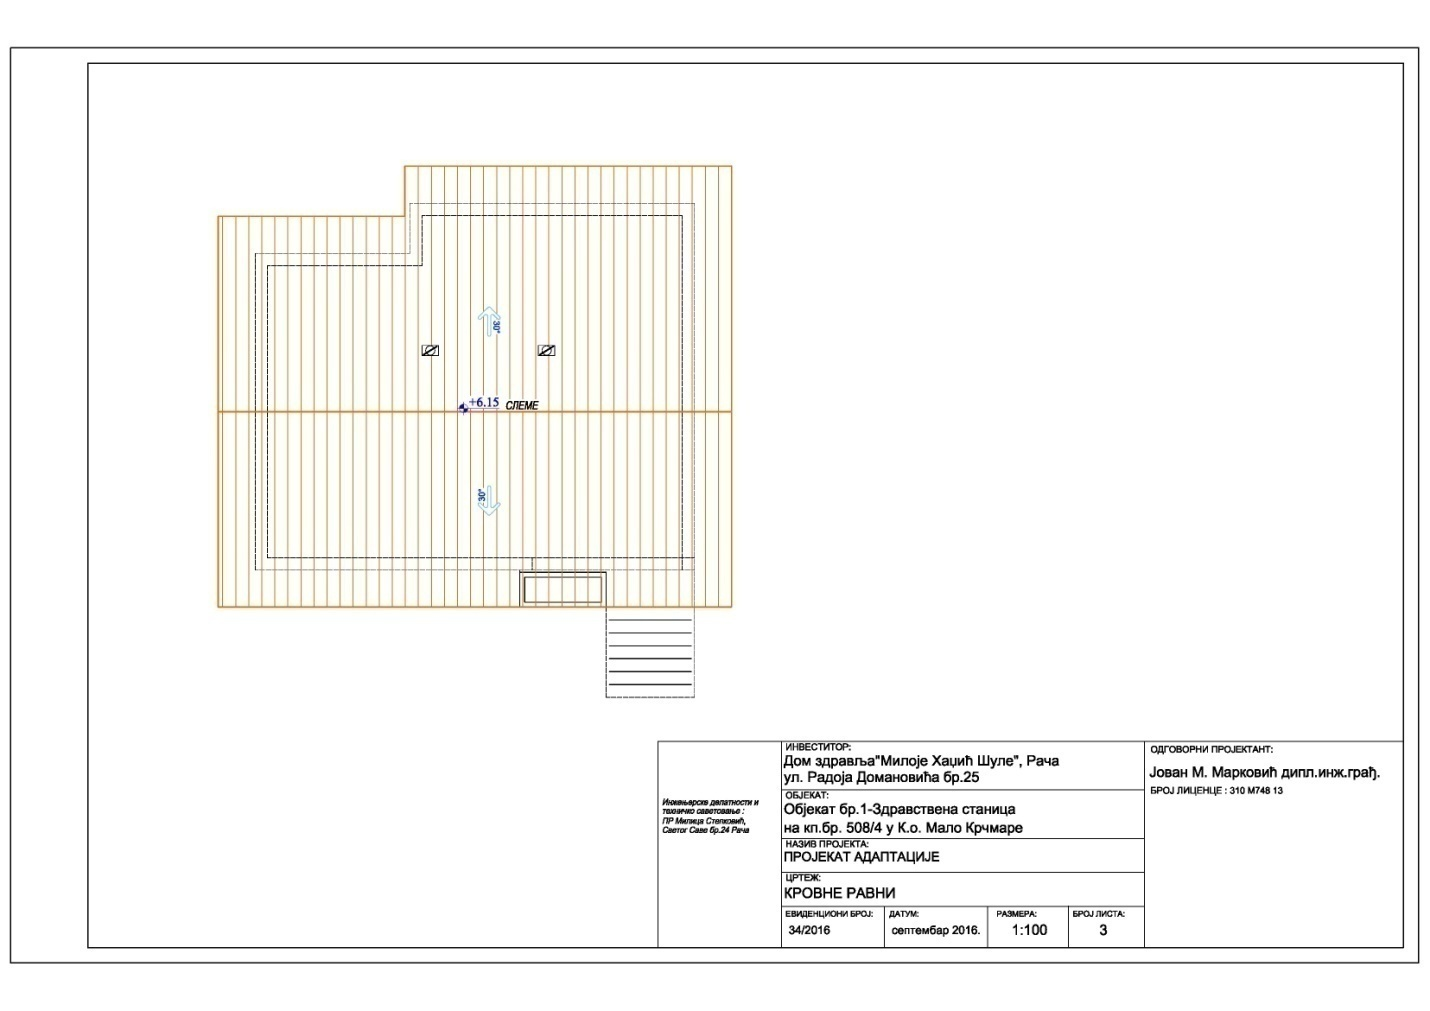 30°
+6.15 СЛЕМЕ
30°
Инжењерске делатности и
техничко саветовање :
ПР Милица Степковић,
Светог Саве бр.24 Рача
ИНВЕСТИТОР:
Дом здравља"Милоје Хаџић Шуле", Рача
ул. Радоја Домановића бр.25
ОБЈЕКАТ:
Објекат бр.1-Здравствена станица
на кп.бр. 508/4 у К.о. Мало Крчмаре
НАЗИВ ПРОЈЕКТА:
ПРОЈЕКАТ АДАПТАЦИЈЕ
ЦРТЕЖ:
КРОВНЕ РАВНИ
ЕВИДЕНЦИОНИ БРОЈ:
34/2016
ДАТУМ:
септембар 2016.
РАЗМЕРА:
1:100
БРОЈ ЛИСТА:
3
ОДГОВОРНИ ПРОЈЕКТАНТ:
Јован М. Марковић дипл.инж.грађ.
БРОЈ ЛИЦЕНЦЕ : 310 М748 13